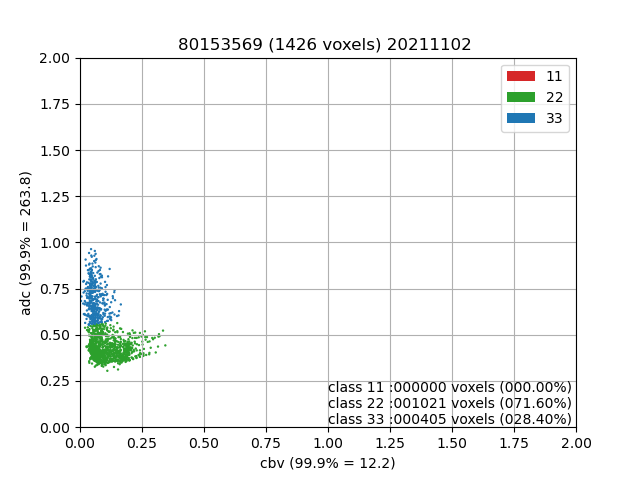 80153569 (1426 voxels) 20211102
2.00
1.75
1.50
1.25
1.00
0.75
0.50
0.25
0.00
adc (99.9% = 263.8)
11
22
33
class 11 :000000 voxels (000.00%)
class 22 :001021 voxels (071.60%)
class 33 :000405 voxels (028.40%)
0.00 0.25 0.50 0.75 1.00 1.25 1.50 1.75 2.00
cbv (99.9% = 12.2)